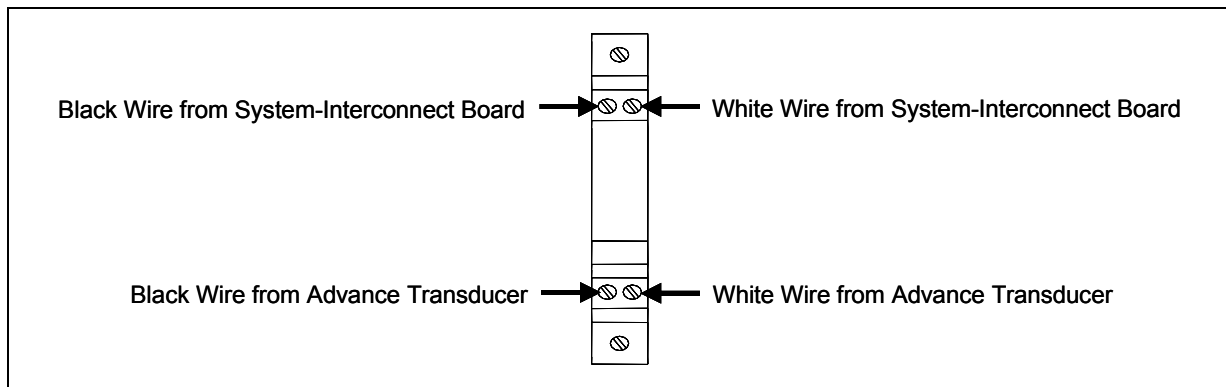 Black Wire from System-Interconnect Board
White Wire from System-Interconnect Board
Black Wire from Advance Transducer
White Wire from Advance Transducer